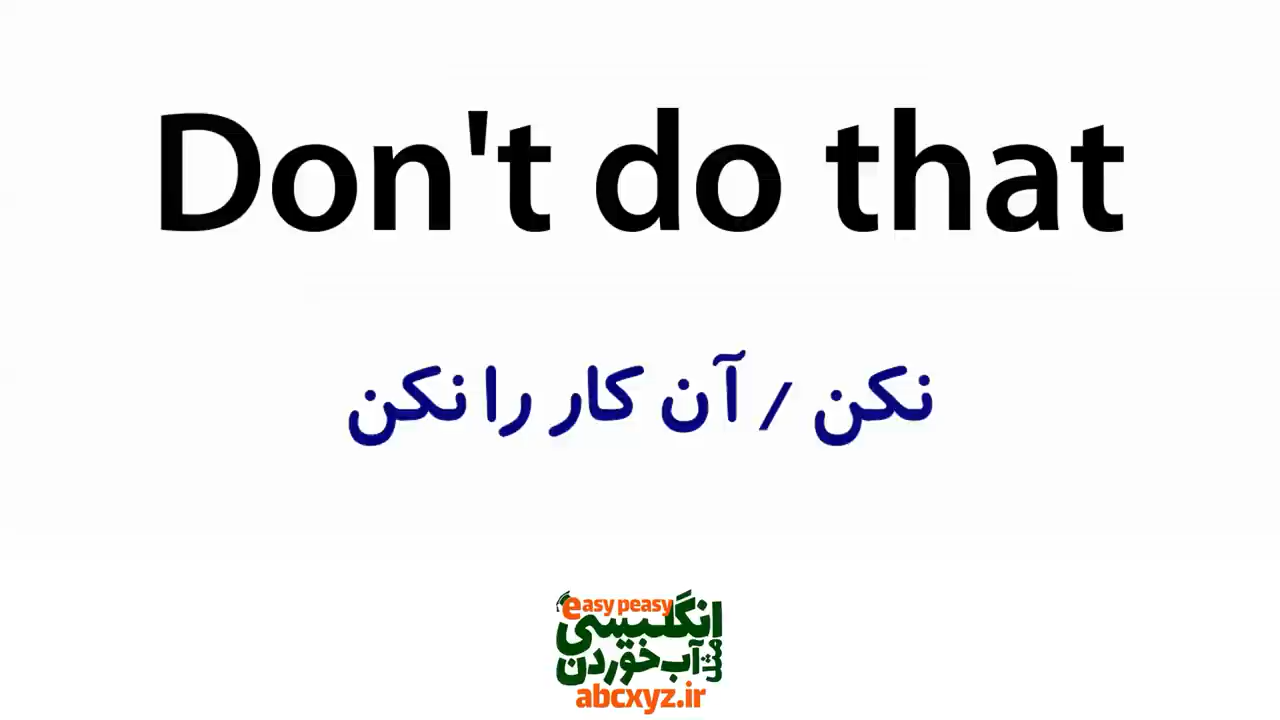 Don't do that
نکن / آن کار را نکن
easy peasy
انگلیسی
مثل آب خوردن
abcxyz.ir